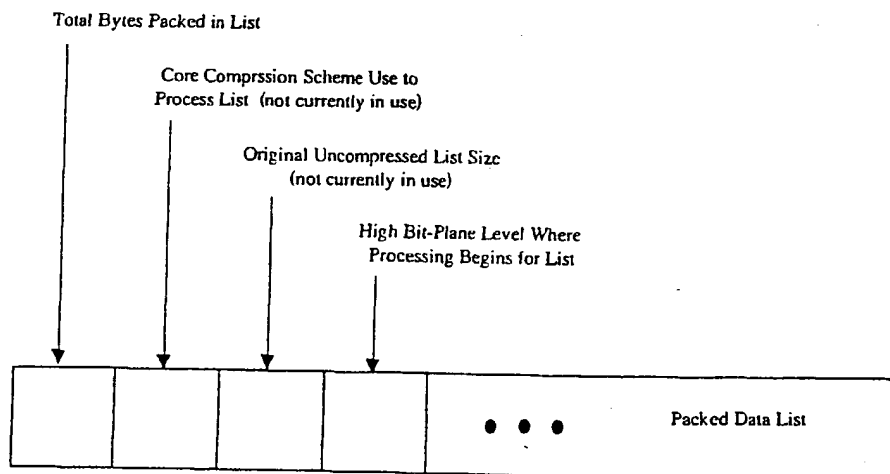 Total Bytes Packed in List
Core Comprssion Scheme Use to
Process List (not currently in use)
Original Uncompressed List Size
(not currently in use)
High Bit-Plane Level Where
Processing Begins for List
Packed Data List